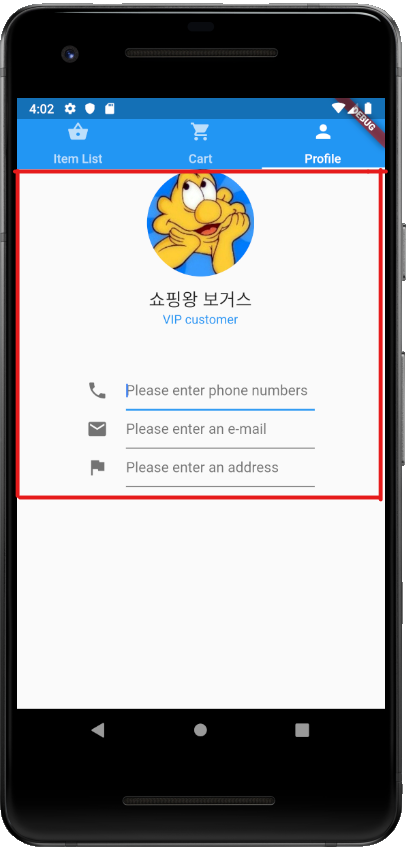 4:02
DEBUG
Item List
Cart
Profile
쇼핑왕 보거스
VIP customer
Please enter phone numbers
Please enter an e-mail
Please enter an address